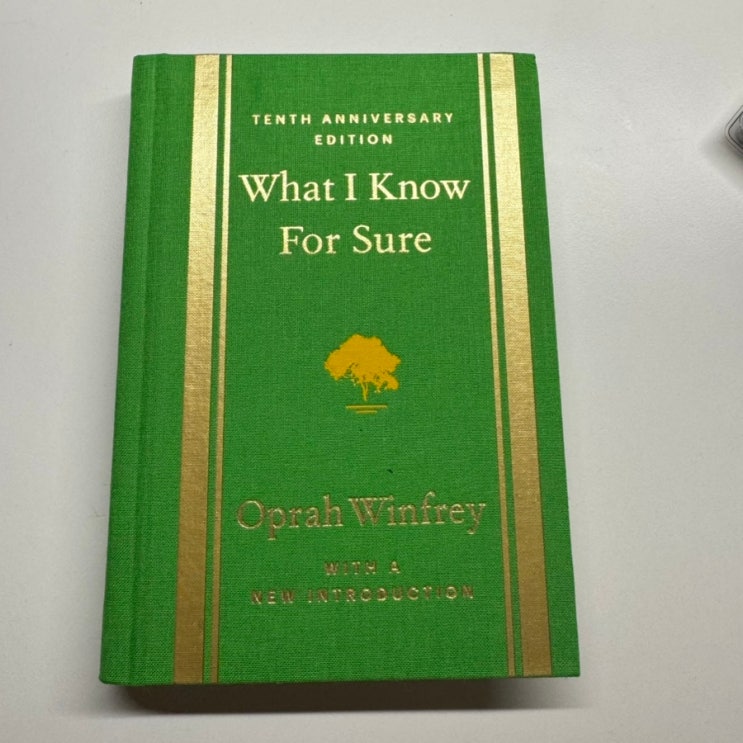 TENTH ANNIVERSARY
EDITION
What I Know
For Sure
Oprah Winfrey
WITH A
NEW INTRODUCTION